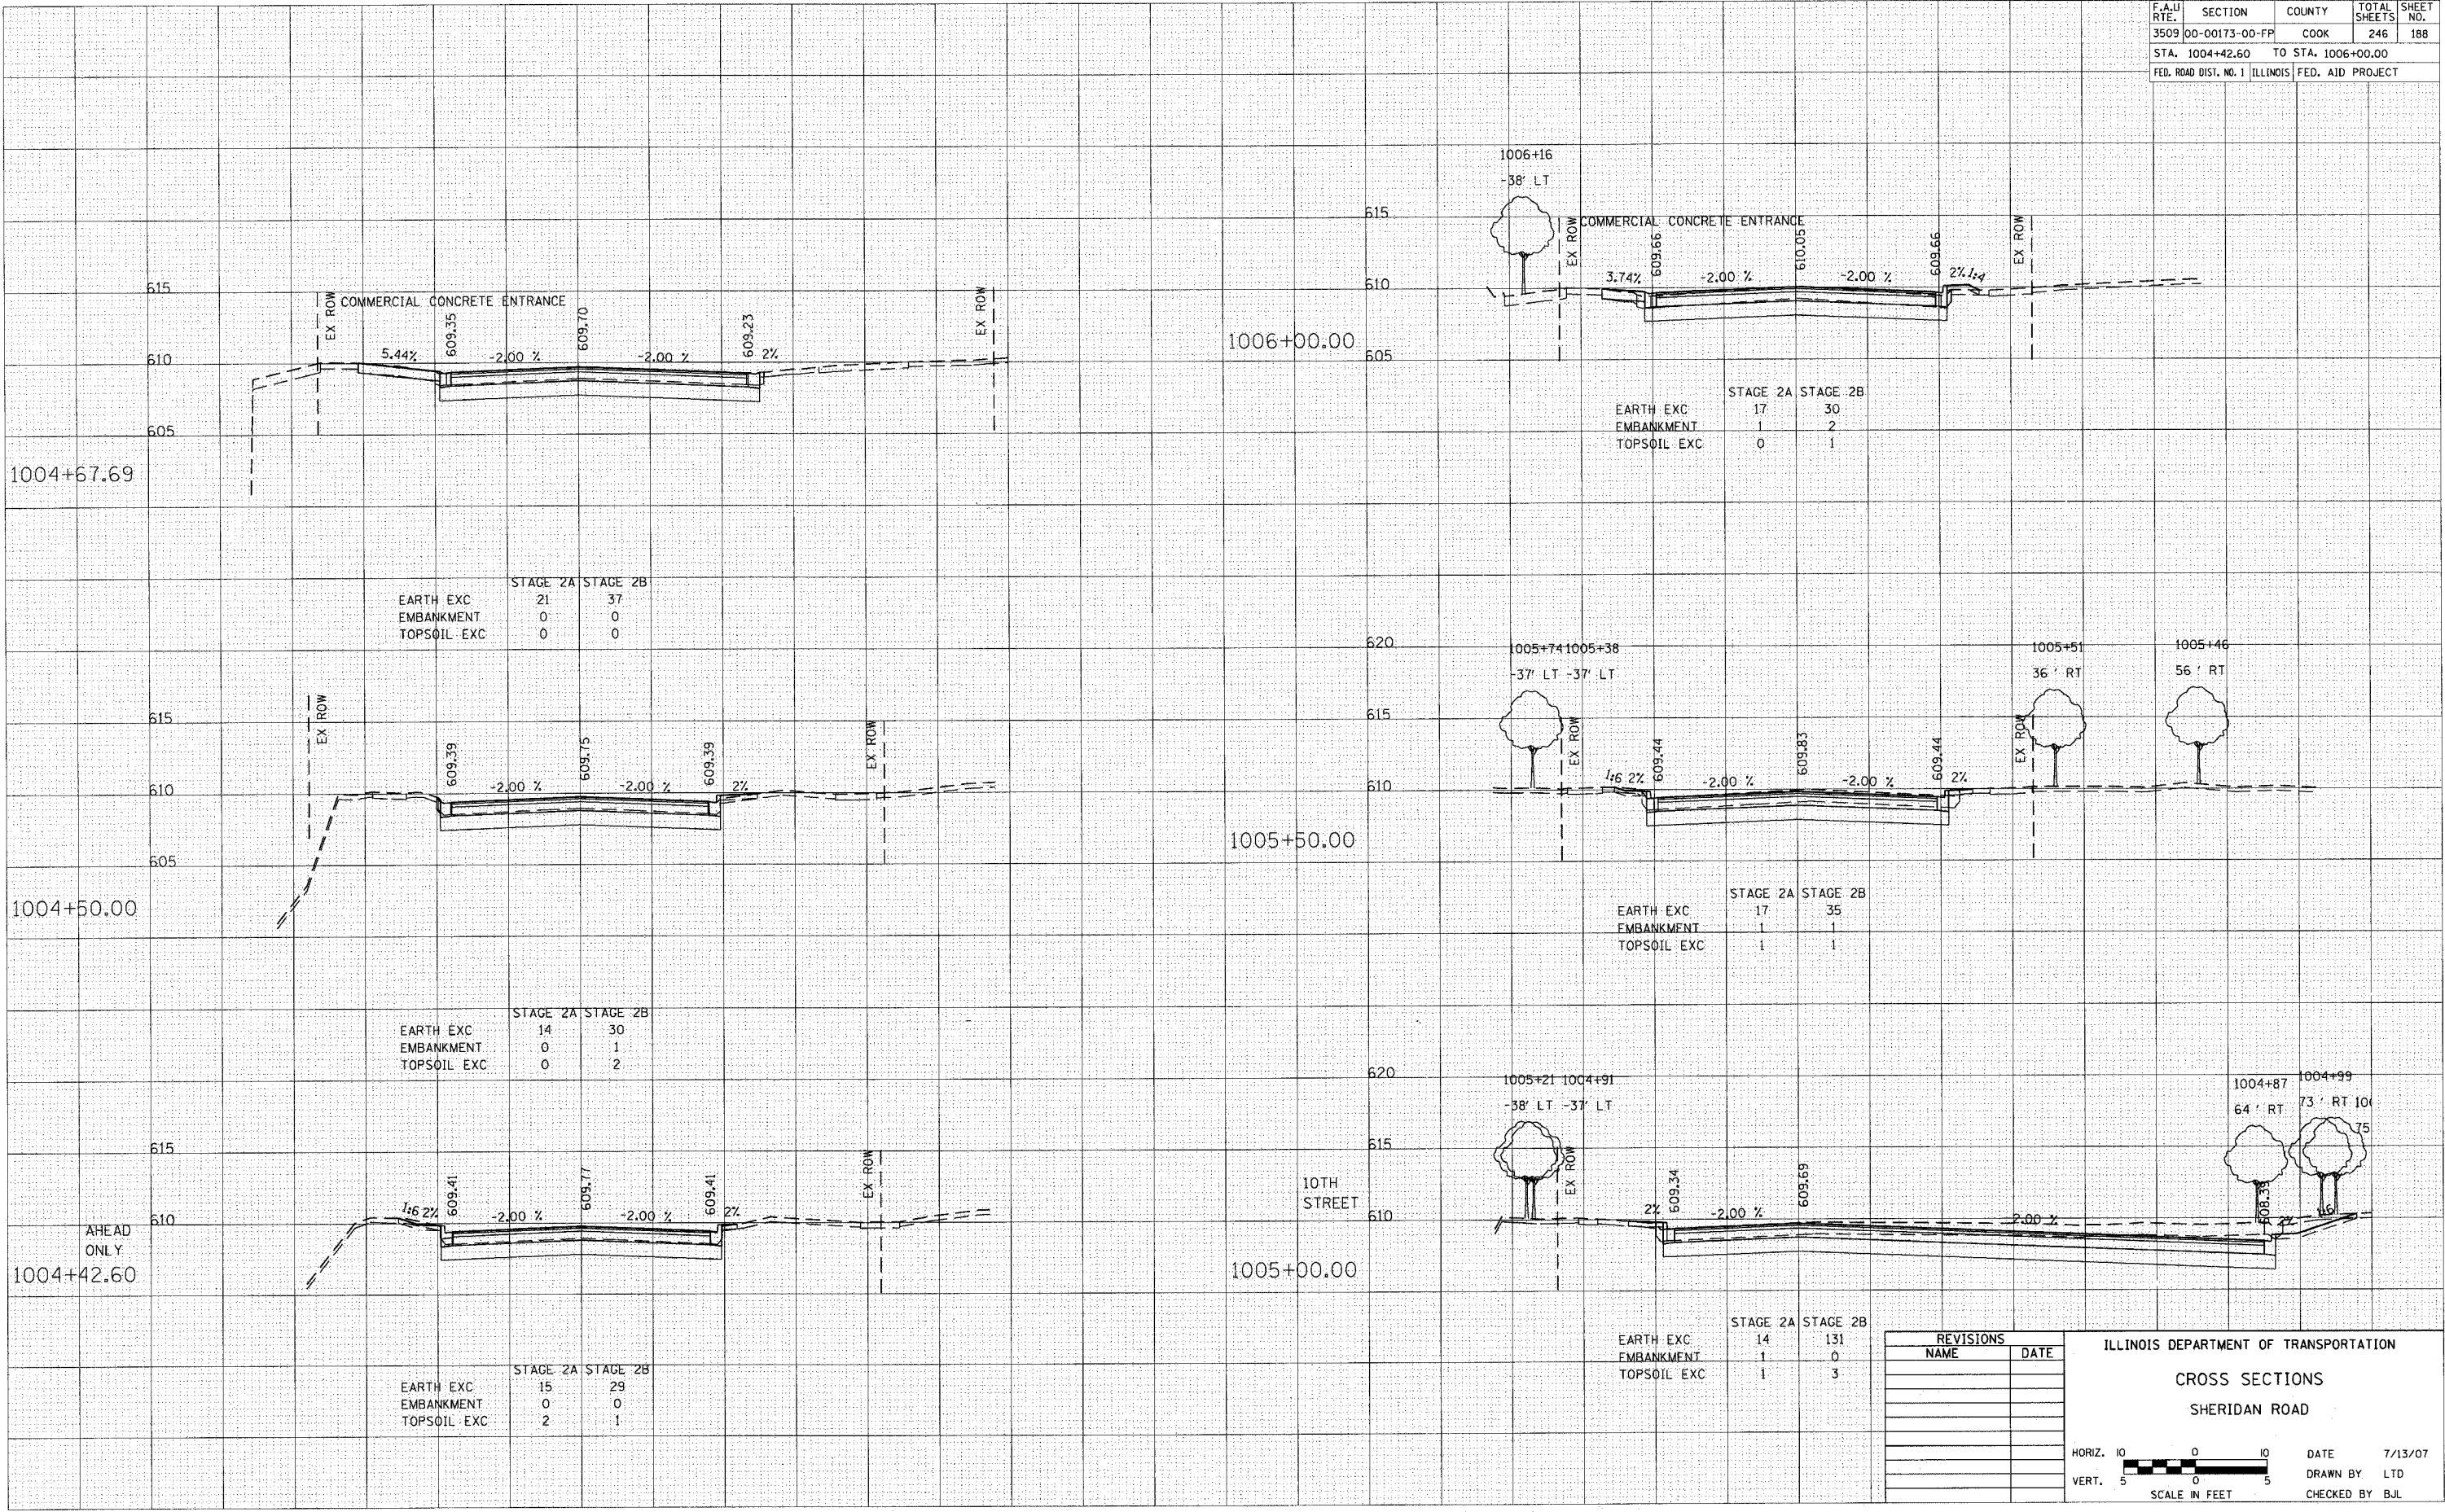 F.A.U RTE. SECTION COUNTY TOTAL SHEETS SHEET NO.
3509 00-00173-00-FP COOK 246 188
STA. 1004+42.60 TO STA. 1006+00.00
FED. ROAD DIST. NO. 1 ILLINOIS FED. AID PROJECT
615
EX ROW
COMMERCIAL CONCRETE ENTRANCE
609.35
609.70
609.23
EX ROW
610
5.44%
-2.00 %
-2.00 %
2%
605
1004+67.69
STAGE 2A STAGE 2B
EARTH EXC 21 37
EMBANKMENT 0 0
TOPSOIL EXC 0 0
615
EX ROW
609.39
609.75
609.39
EX ROW
610
-2.00 %
-2.00 %
2%
605
1004+50.00
STAGE 2A STAGE 2B
EARTH EXC 14 30
EMBANKMENT 0 1
TOPSOIL EXC 0 2
615
609.41
609.77
609.41
EX ROW
610
1:6 2%
-2.00 %
-2.00 %
2%
AHEAD
ONLY
1004+42.60
STAGE 2A STAGE 2B
EARTH EXC 15 29
EMBANKMENT 0 0
TOPSOIL EXC 2 1
1006+16
-38' LT
615
EX ROW
COMMERCIAL CONCRETE ENTRANCE
609.66
610.05
609.66
EX ROW
610
3.74%
-2.00 %
-2.00 %
2% 1:4
1006+00.00
605
STAGE 2A STAGE 2B
EARTH EXC 17 30
EMBANKMENT 1 2
TOPSOIL EXC 0 1
620
1005+74 1005+38
-37' LT -37' LT
1005+51
36 ' RT
1005+46
56 ' RT
615
EX ROW
609.44
609.83
609.44
EX ROW
610
1:6 2%
-2.00 %
-2.00 %
2%
1005+50.00
STAGE 2A STAGE 2B
EARTH EXC 17 35
EMBANKMENT 1 1
TOPSOIL EXC 1 1
620
1005+21 1004+91
-38' LT -37' LT
1004+87
64 ' RT
1004+99
73 ' RT 10
75
615
EX ROW
609.34
609.69
608.39
10TH
STREET
610
2%
-2.00 %
-2.00 %
2%
1005+00.00
STAGE 2A STAGE 2B
EARTH EXC 14 131
EMBANKMENT 1 0
TOPSOIL EXC 1 3
REVISIONS
NAME DATE
ILLINOIS DEPARTMENT OF TRANSPORTATION
CROSS SECTIONS
SHERIDAN ROAD
HORIZ. 10 0 10
VERT. 5 0 5
SCALE IN FEET
DATE 7/13/07
DRAWN BY LTD
CHECKED BY BJL